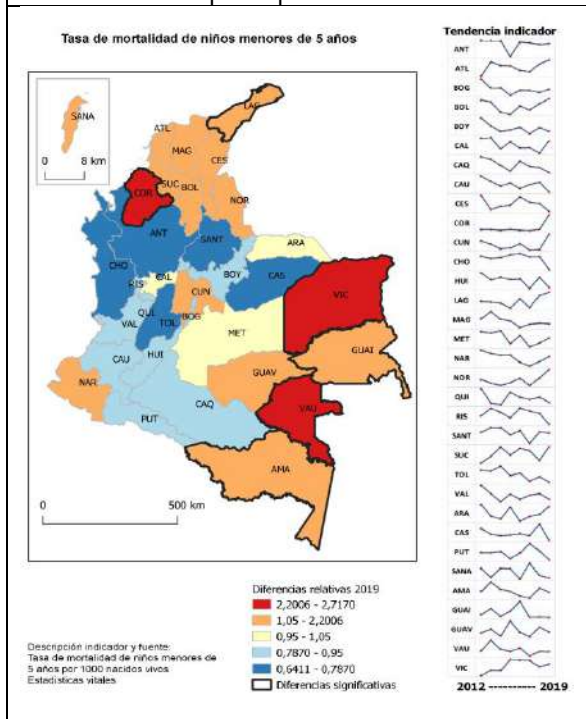 Tasa de mortalidad de niños menores de 5 años
SANA
0 8 km
LAG
ATL
MAG
CES
COR
SUC
BOL
NOR
ANT
SANT
ARA
CHO
BOY
CAS
RIS
CAL
CUN
VIC
QUI
TOL
BOG
VAL
MET
GUAI
HUI
CAU
GUAV
NAR
CAQ
VAU
PUT
AMA
0 500 km
Diferencias relativas 2019
2,2006 - 2,7170
1,05 - 2,2006
0,95 - 1,05
0,7870 - 0,95
0,6411 - 0,7870
Diferencias significativas
Descripción indicador y fuente:
Tasa de mortalidad de niños menores de
5 años por 1000 nacidos vivos
Estadísticas vitales
Tendencia indicador
ANT
ATL
BOG
BOL
BOY
CAL
CAQ
CAU
CES
COR
CUN
CHO
HUI
LAG
MAG
MET
NAR
NOR
QUI
RIS
SANT
SUC
TOL
VAL
ARA
CAS
PUT
SANA
AMA
GUAI
GUAV
VAU
VIC
2012 ----------- 2019